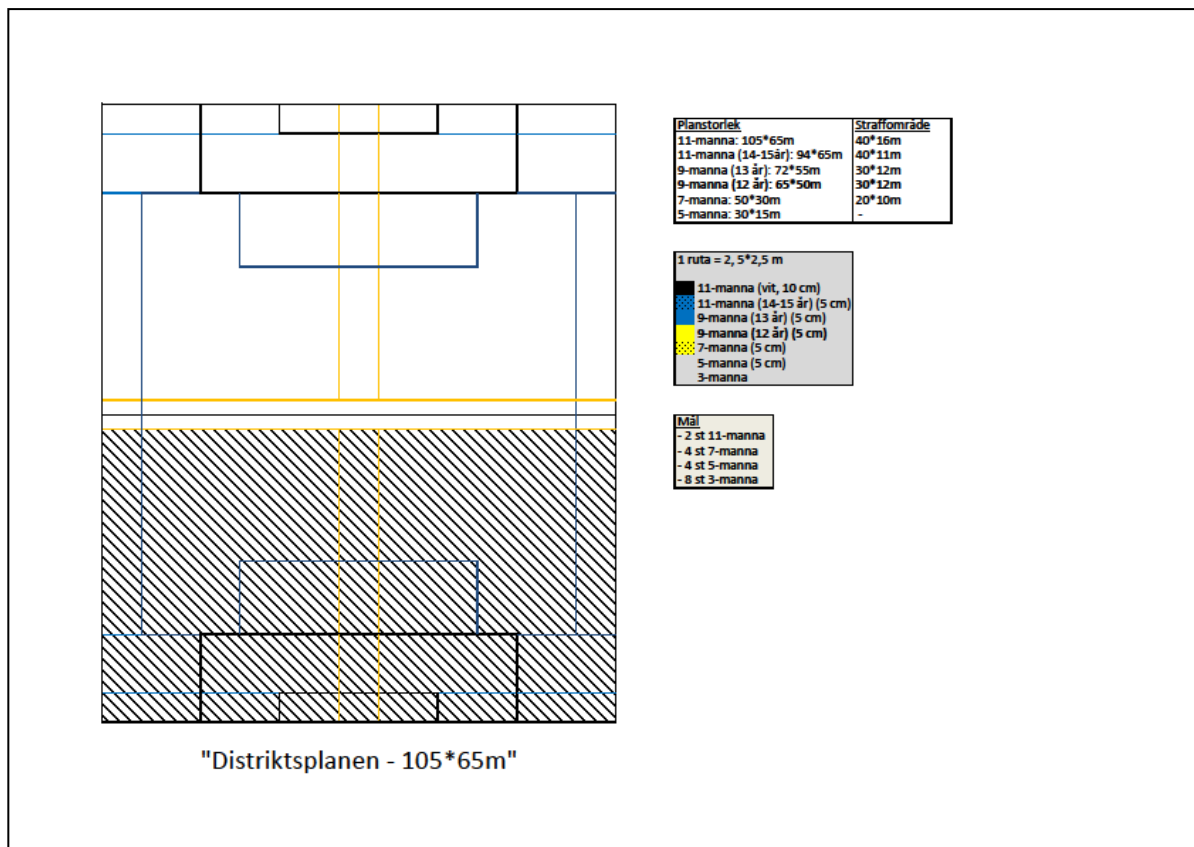 Planstorlek Straffområde
11-manna: 105*65m 40*16m
11-manna (14-15år): 94*65m 40*11m
9-manna (13 år): 72*55m 30*12m
9-manna (12 år): 65*50m 30*12m
7-manna: 50*30m 20*10m
5-manna: 30*15m -
1 ruta = 2, 5*2,5 m
11-manna (vit, 10 cm)
11-manna (14-15 år) (5 cm)
9-manna (13 år) (5 cm)
9-manna (12 år) (5 cm)
7-manna (5 cm)
5-manna (5 cm)
3-manna
Mål
- 2 st 11-manna
- 4 st 7-manna
- 4 st 5-manna
- 8 st 3-manna
"Distriktsplanen - 105*65m"